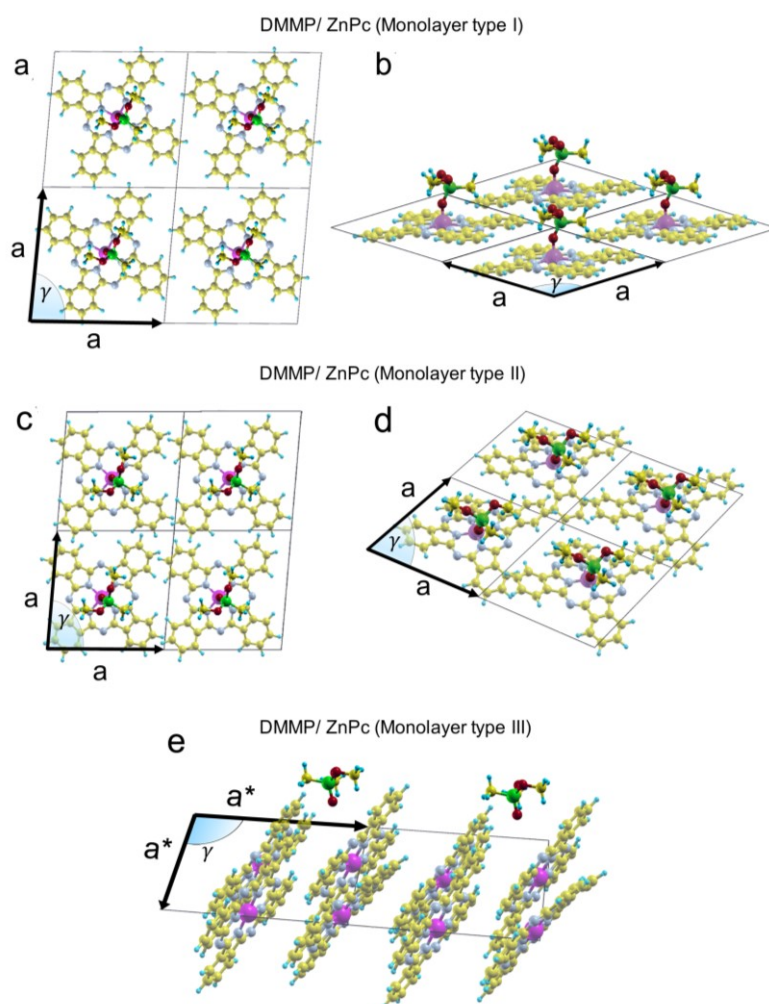 DMMP/ ZnPc (Monolayer type I)
a
b
a
γ
a
a
γ
a
DMMP/ ZnPc (Monolayer type II)
c
d
a
γ
a
a
γ
a
DMMP/ ZnPc (Monolayer type III)
e
a*
a*
γ